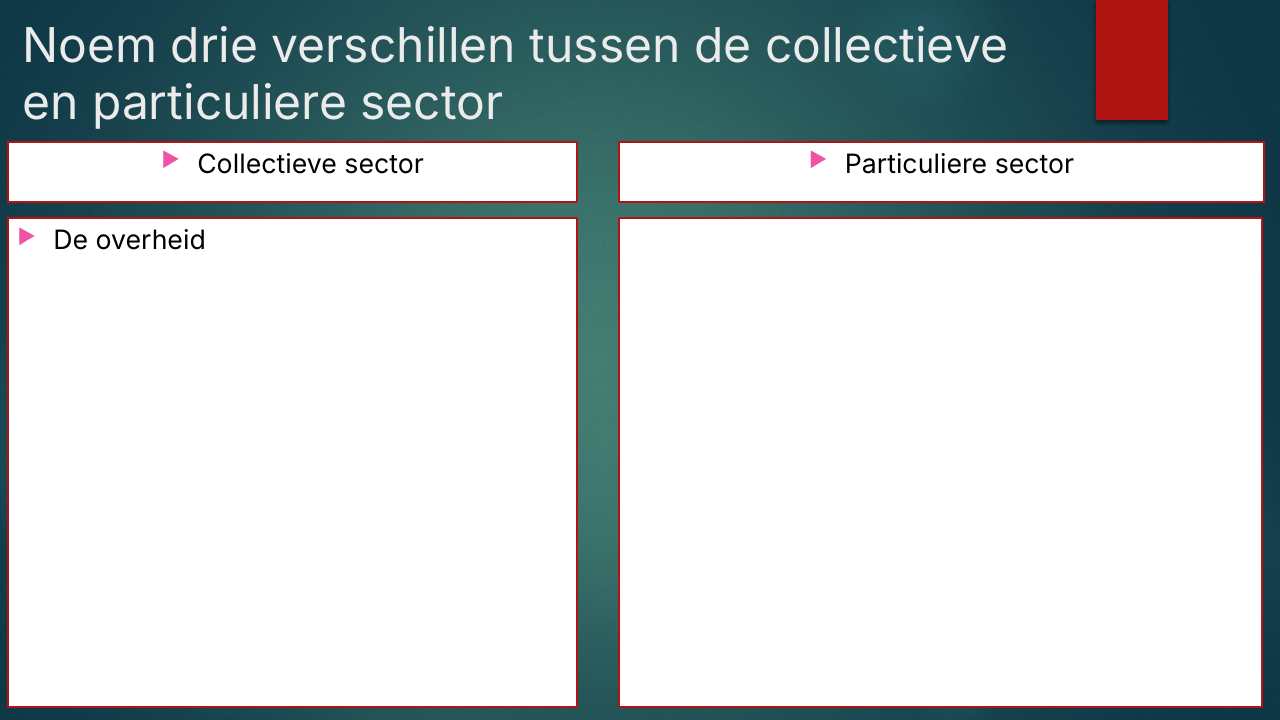 Noem drie verschillen tussen de collectieve
en particuliere sector
Collectieve sector
Particuliere sector
De overheid